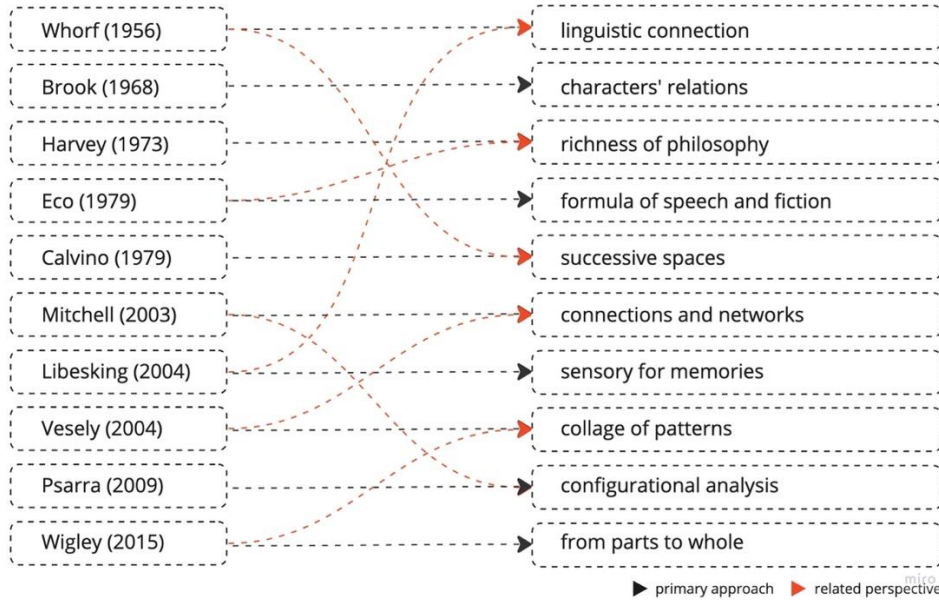 Whorf (1956) linguistic connection
Brook (1968) characters' relations
Harvey (1973) richness of philosophy
Eco (1979) formula of speech and fiction
Calvino (1979) successive spaces
Mitchell (2003) connections and networks
Libesking (2004) sensory for memories
Vesely (2004) collage of patterns
Psarra (2009) configurational analysis
Wigley (2015) from parts to whole
miro
primary approach related perspective